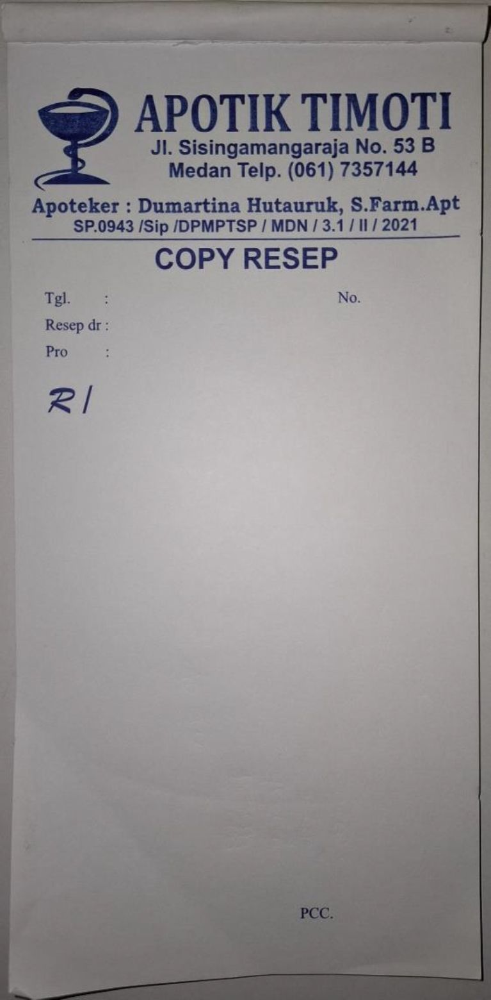 APOTIK TIMOTI
Jl. Sisingamangaraja No. 53 B
Medan Telp. (061) 7357144
Apoteker : Dumartina Hutauruk, S.Farm.Apt
SP.0943 /Sip /DPMPTSP / MDN / 3.1 / II / 2021
COPY RESEP
Tgl. : No.
Resep dr :
Pro :
R/
PCC.